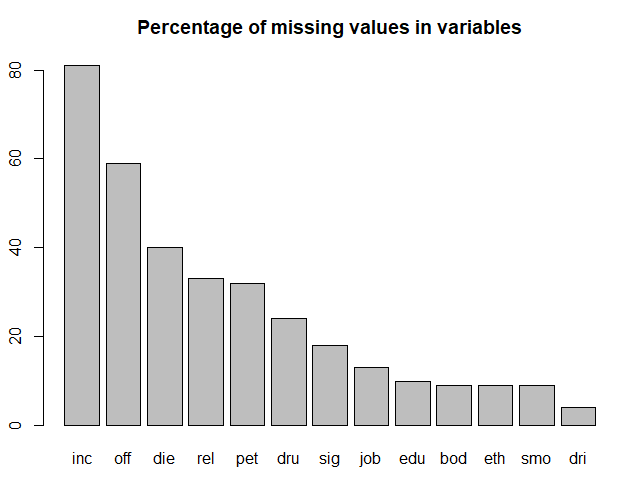 Percentage of missing values in variables
80
60
40
20
0
inc off die rel pet dru sig job edu bod eth smo dri